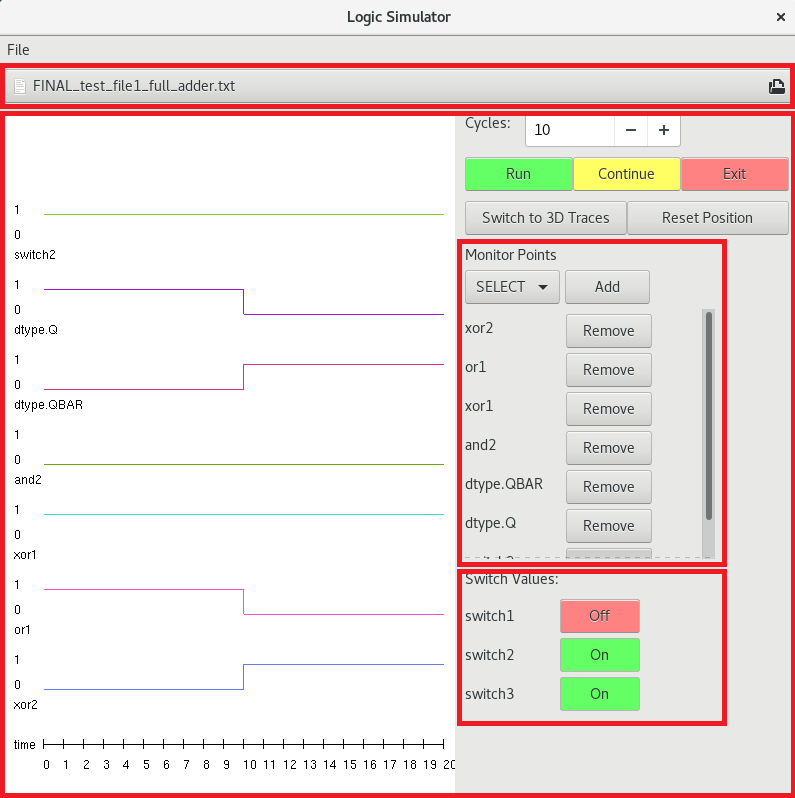 Logic Simulator ×
File
FINAL_test_file1_full_adder.txt
Cycles: 10 − +
Run Continue Exit
Switch to 3D Traces Reset Position
Monitor Points
SELECT Add
xor2 Remove
or1 Remove
xor1 Remove
and2 Remove
dtype.QBAR Remove
dtype.Q Remove
Switch Values:
switch1 Off
switch2 On
switch3 On
1
0
switch2
1
0
dtype.Q
1
0
dtype.QBAR
1
0
and2
1
0
xor1
1
0
or1
1
0
xor2
time
0 1 2 3 4 5 6 7 8 9 10 11 12 13 14 15 16 17 18 19 20